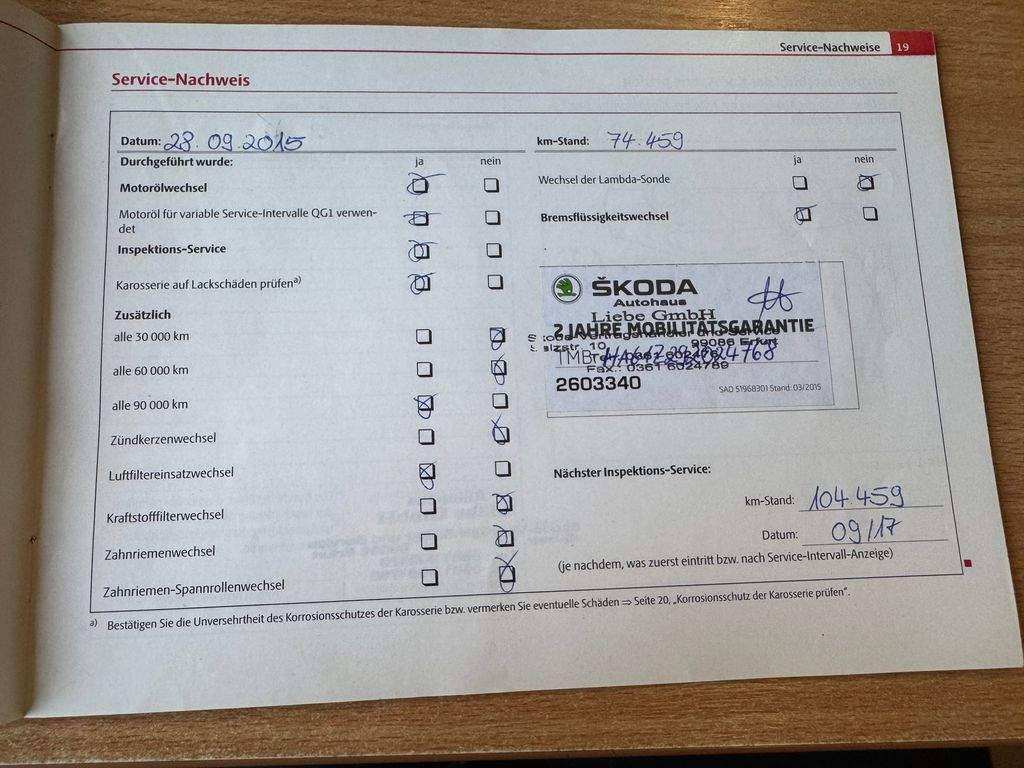 Service-Nachweise 19
Service-Nachweis
Datum: 28.09.2015
km-Stand: 74.459
Durchgeführt wurde: ja nein
ja nein
Motorölwechsel
Wechsel der Lambda-Sonde
Motoröl für variable Service-Intervalle QG1 verwen-
det
Bremsflüssigkeitswechsel
Inspektions-Service
Karosserie auf Lackschäden prüfen a)
Zusätzlich
alle 30 000 km
alle 60 000 km
alle 90 000 km
Zündkerzenwechsel
Luftfiltereinsatzwechsel
Kraftstofffilterwechsel
Zahnriemenwechsel
Zahnriemen-Spannrollenwechsel
ŠKODA
Autohaus
Liebe GmbH
2 JAHRE MOBILITÄTSGARANTIE
99086 Erfurt
TMB
Fax.: 0361 6024789
2603340
SAD 51968301 Stand: 03/2015
Nächster Inspektions-Service:
km-Stand: 104.459
Datum: 09/17
(je nachdem, was zuerst eintritt bzw. nach Service-Intervall-Anzeige)
a) Bestätigen Sie die Unversehrtheit des Korrosionsschutzes der Karosserie bzw. vermerken Sie eventuelle Schäden ⇒ Seite 20, „Korrosionsschutz der Karosserie prüfen“.